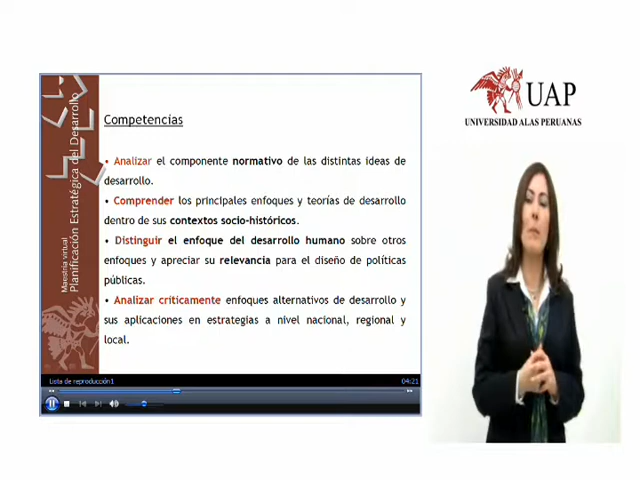 Maestría virtual
Planificación Estratégica del Desarrollo
Competencias
• Analizar el componente normativo de las distintas ideas de
desarrollo.
• Comprender los principales enfoques y teorías de desarrollo
dentro de sus contextos socio-históricos.
• Distinguir el enfoque del desarrollo humano sobre otros
enfoques y apreciar su relevancia para el diseño de políticas
públicas.
• Analizar críticamente enfoques alternativos de desarrollo y
sus aplicaciones en estrategias a nivel nacional, regional y
local.
Lista de reproducción1
04:21
UAP
UNIVERSIDAD ALAS PERUANAS